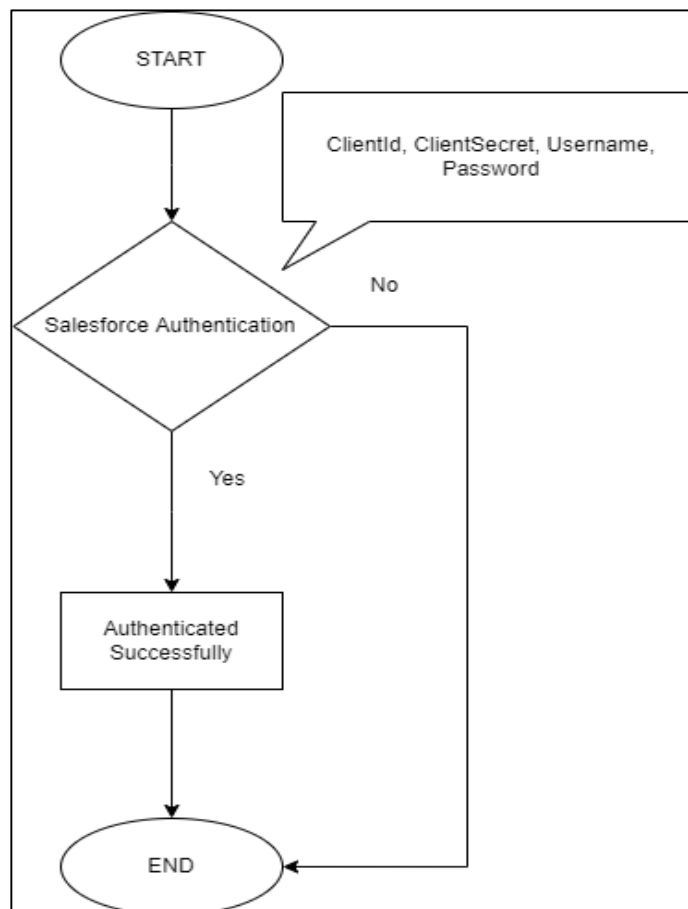 START
ClientId, ClientSecret, Username,
Password
No
Salesforce Authentication
Yes
Authenticated
Successfully
END